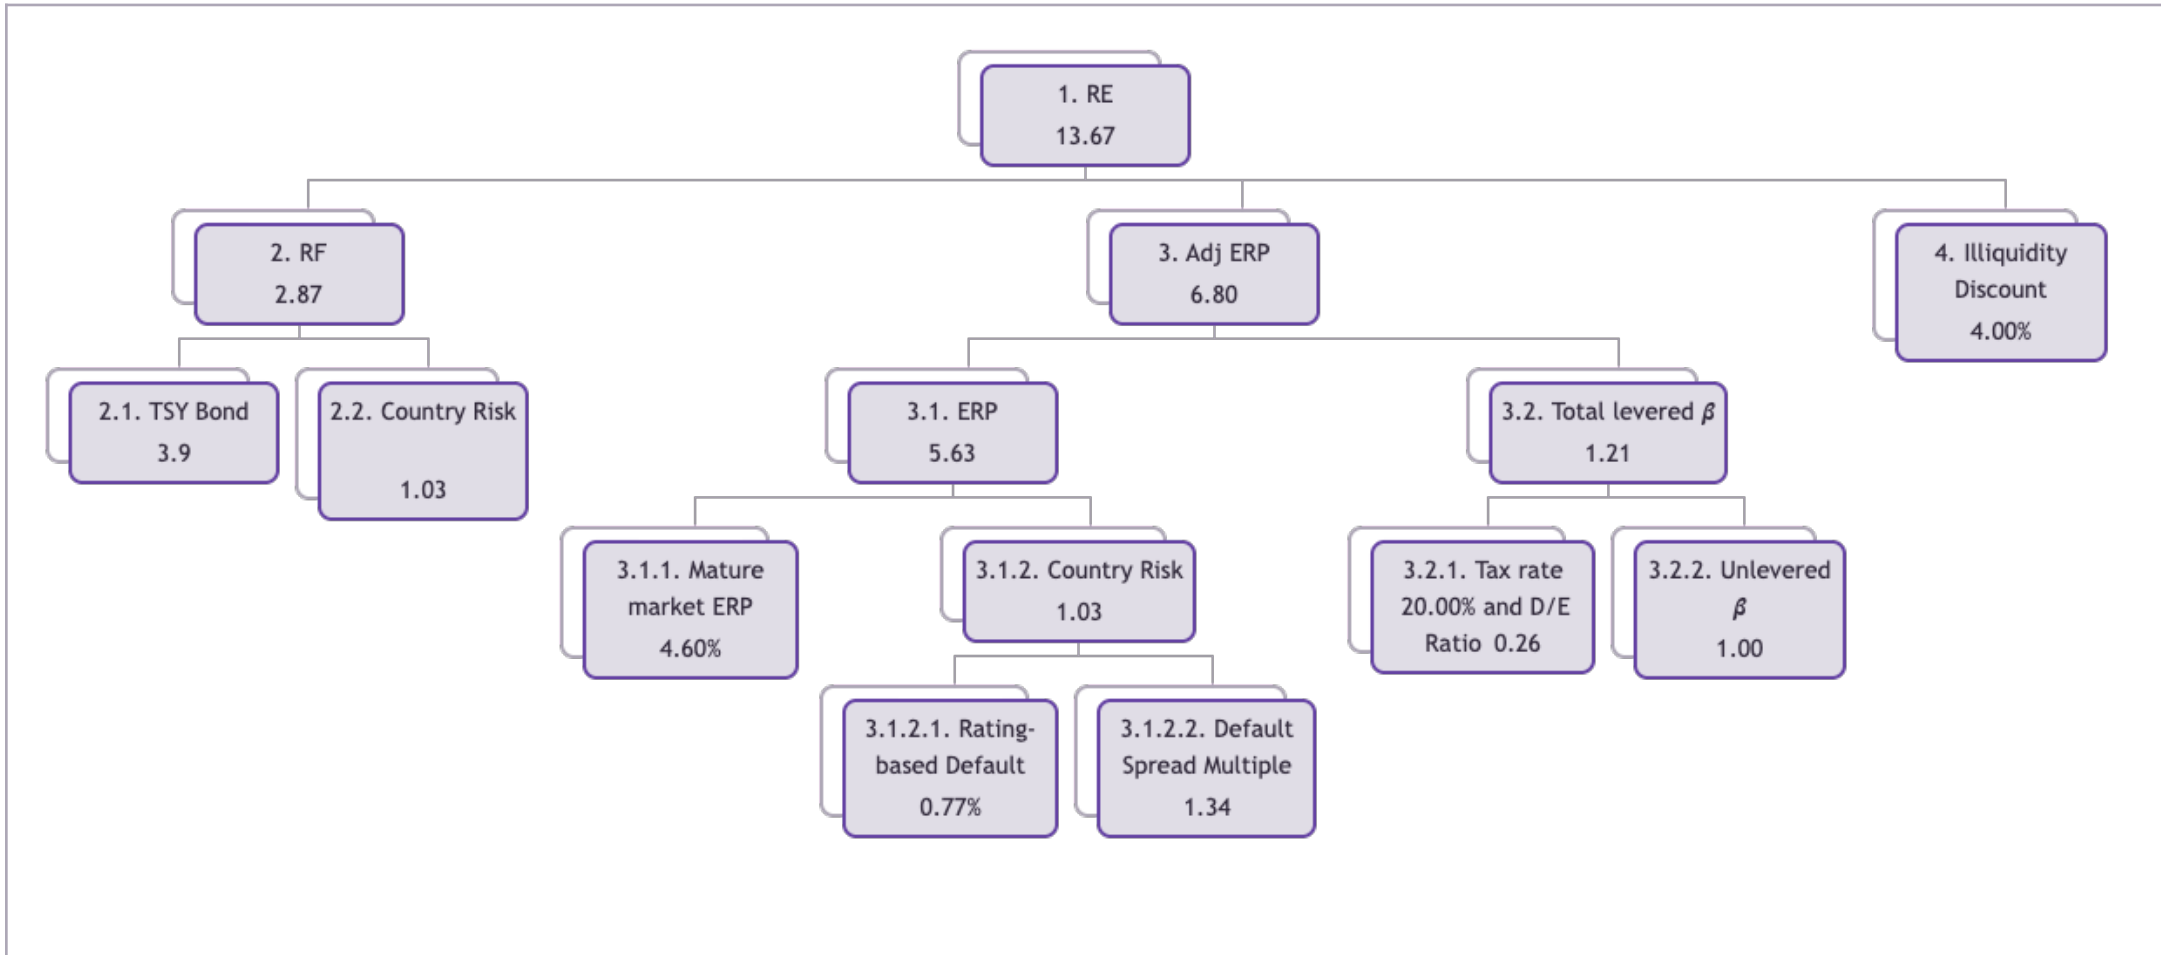 1. RE
13.67
2. RF
2.87
3. Adj ERP
6.80
4. Illiquidity
Discount
4.00%
2.1. TSY Bond
3.9
2.2. Country Risk
1.03
3.1. ERP
5.63
3.2. Total levered β
1.21
3.1.1. Mature
market ERP
4.60%
3.1.2. Country Risk
1.03
3.2.1. Tax rate
20.00% and D/E
Ratio 0.26
3.2.2. Unlevered
β
1.00
3.1.2.1. Rating-
based Default
0.77%
3.1.2.2. Default
Spread Multiple
1.34